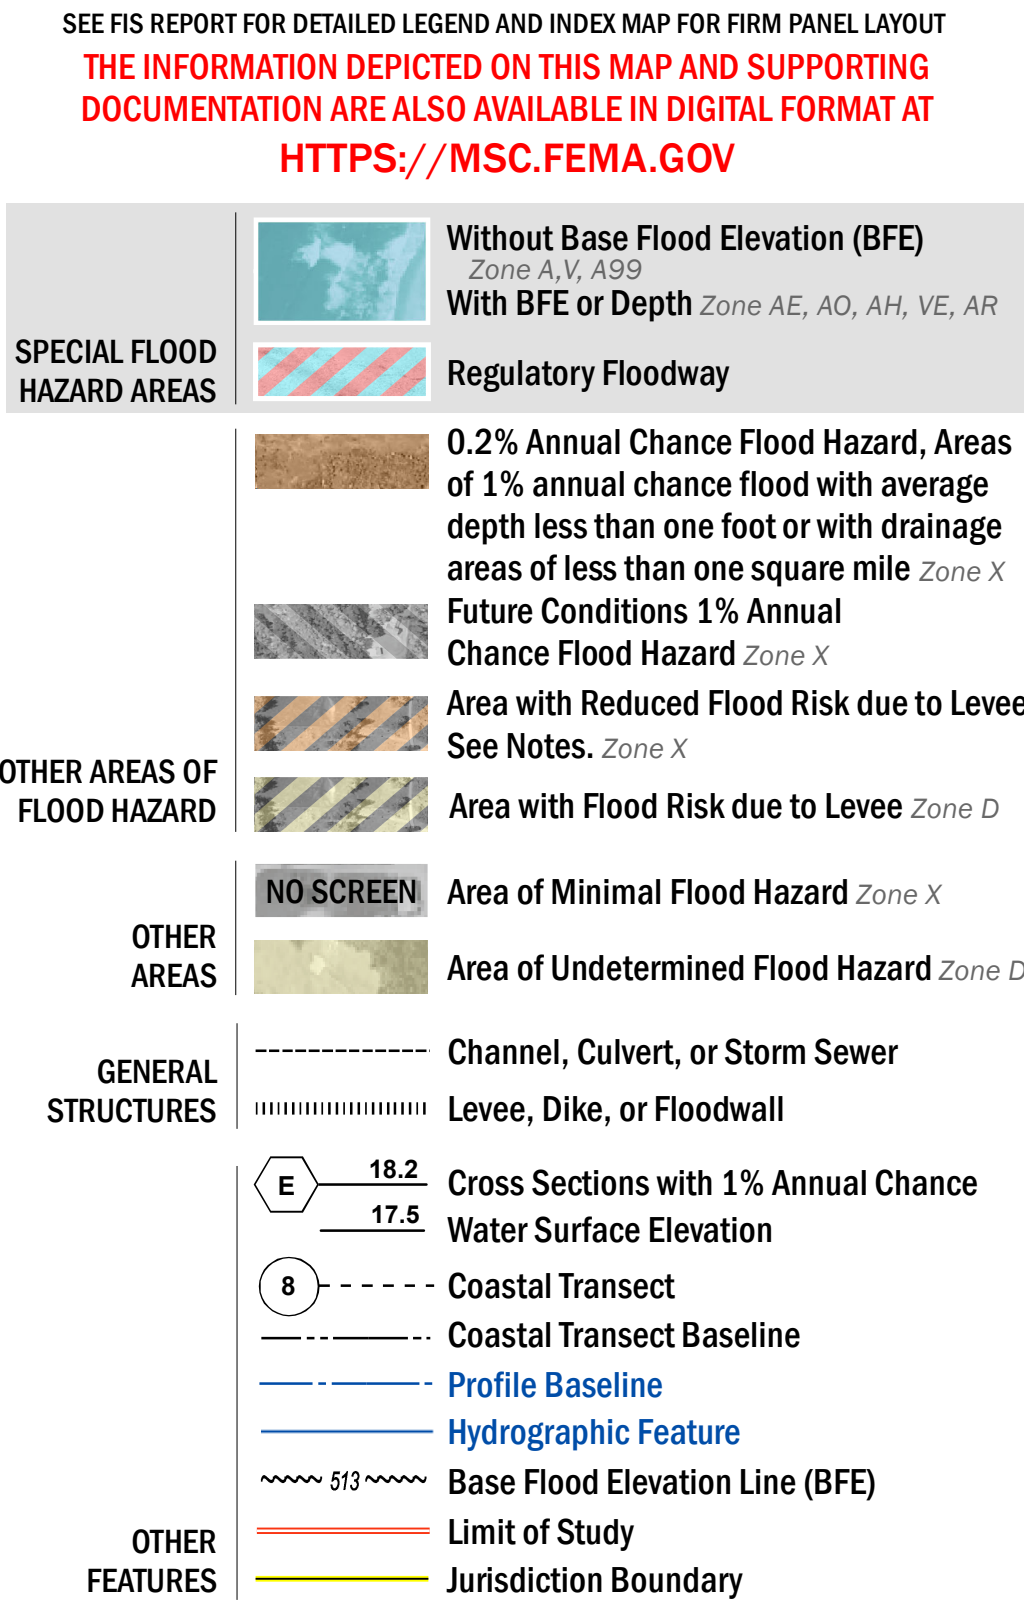 SEE FIS REPORT FOR DETAILED LEGEND AND INDEX MAP FOR FIRM PANEL LAYOUT
THE INFORMATION DEPICTED ON THIS MAP AND SUPPORTING
DOCUMENTATION ARE ALSO AVAILABLE IN DIGITAL FORMAT AT
HTTPS://MSC.FEMA.GOV
SPECIAL FLOOD
HAZARD AREAS
Without Base Flood Elevation (BFE)
Zone A,V, A99
With BFE or Depth Zone AE, AO, AH, VE, AR
Regulatory Floodway
OTHER AREAS OF
FLOOD HAZARD
0.2% Annual Chance Flood Hazard, Areas
of 1% annual chance flood with average
depth less than one foot or with drainage
areas of less than one square mile Zone X
Future Conditions 1% Annual
Chance Flood Hazard Zone X
Area with Reduced Flood Risk due to Levee
See Notes. Zone X
Area with Flood Risk due to Levee Zone D
OTHER
AREAS
NO SCREEN Area of Minimal Flood Hazard Zone X
Area of Undetermined Flood Hazard Zone D
GENERAL
STRUCTURES
Channel, Culvert, or Storm Sewer
Levee, Dike, or Floodwall
OTHER
FEATURES
E 18.2 Cross Sections with 1% Annual Chance
17.5 Water Surface Elevation
8 Coastal Transect
Coastal Transect Baseline
Profile Baseline
Hydrographic Feature
513 Base Flood Elevation Line (BFE)
Limit of Study
Jurisdiction Boundary